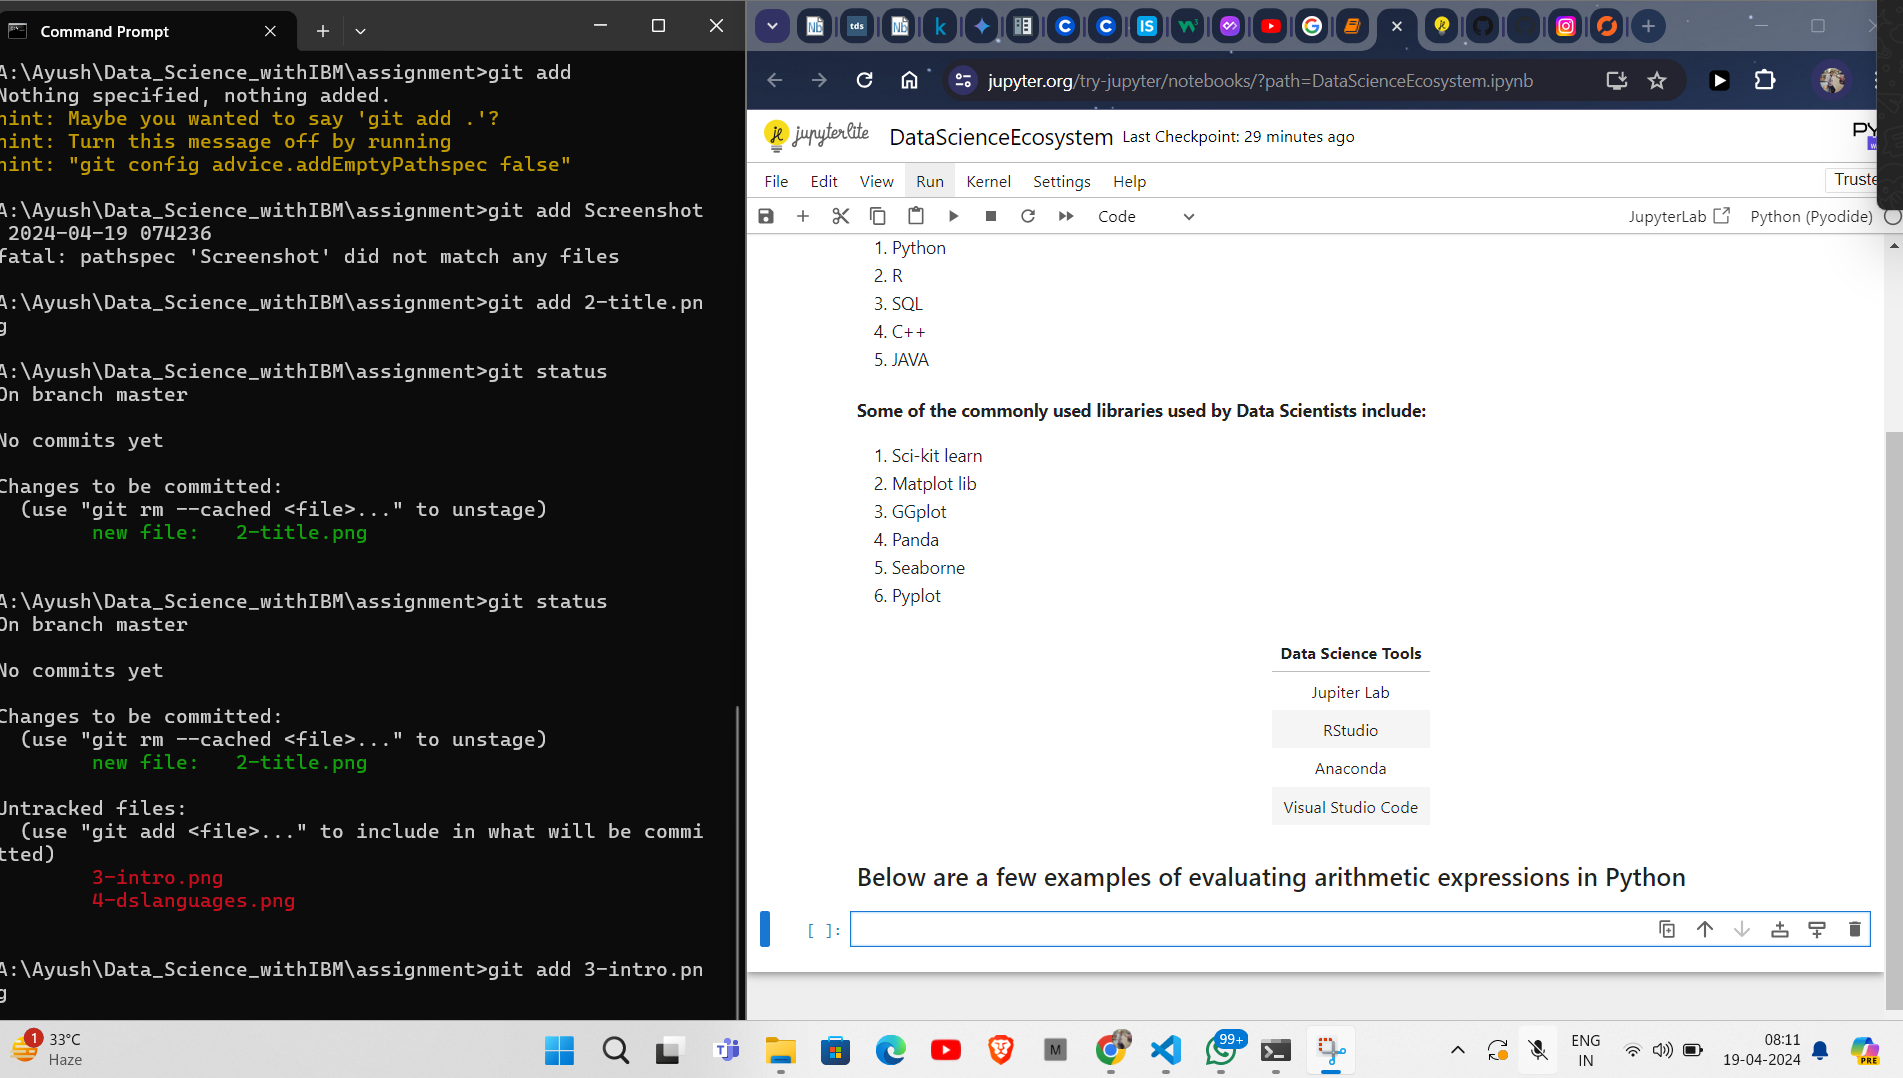 Command Prompt
A:\Ayush\Data_Science_withIBM\assignment>git add
Nothing specified, nothing added.
hint: Maybe you wanted to say 'git add .'?
hint: Turn this message off by running
hint: "git config advice.addEmptyPathspec false"
A:\Ayush\Data_Science_withIBM\assignment>git add Screenshot
 2024-04-19 074236
fatal: pathspec 'Screenshot' did not match any files
A:\Ayush\Data_Science_withIBM\assignment>git add 2-title.pn
g
A:\Ayush\Data_Science_withIBM\assignment>git status
On branch master
No commits yet
Changes to be committed:
  (use "git rm --cached <file>..." to unstage)
        new file:   2-title.png
A:\Ayush\Data_Science_withIBM\assignment>git status
On branch master
No commits yet
Changes to be committed:
  (use "git rm --cached <file>..." to unstage)
        new file:   2-title.png
Untracked files:
  (use "git add <file>..." to include in what will be commi
tted)
        3-intro.png
        4-dslanguages.png
A:\Ayush\Data_Science_withIBM\assignment>git add 3-intro.pn
g
jupyter.org/try-jupyter/notebooks/?path=DataScienceEcosystem.ipynb
jupyterlite DataScienceEcosystem Last Checkpoint: 29 minutes ago
PY
File Edit View Run Kernel Settings Help
Truste
Code JupyterLab Python (Pyodide)
1. Python
2. R
3. SQL
4. C++
5. JAVA
Some of the commonly used libraries used by Data Scientists include:
1. Sci-kit learn
2. Matplot lib
3. GGplot
4. Panda
5. Seaborne
6. Pyplot
Data Science Tools
Jupiter Lab
RStudio
Anaconda
Visual Studio Code
Below are a few examples of evaluating arithmetic expressions in Python
[ ]:
1 33°C
Haze
99+
ENG
IN
08:11
19-04-2024
PRE